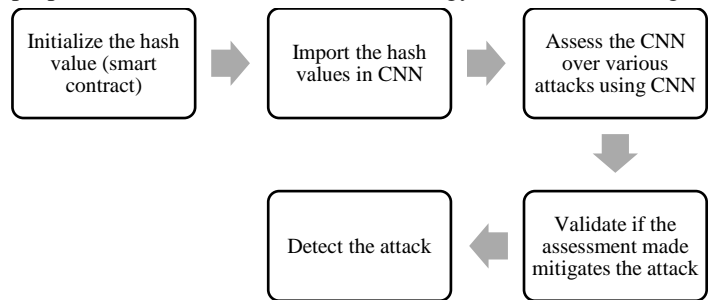 Initialize the hash
value (smart
contract)
Import the hash
values in CNN
Assess the CNN
over various
attacks using CNN
Validate if the
assessment made
mitigates the attack
Detect the attack